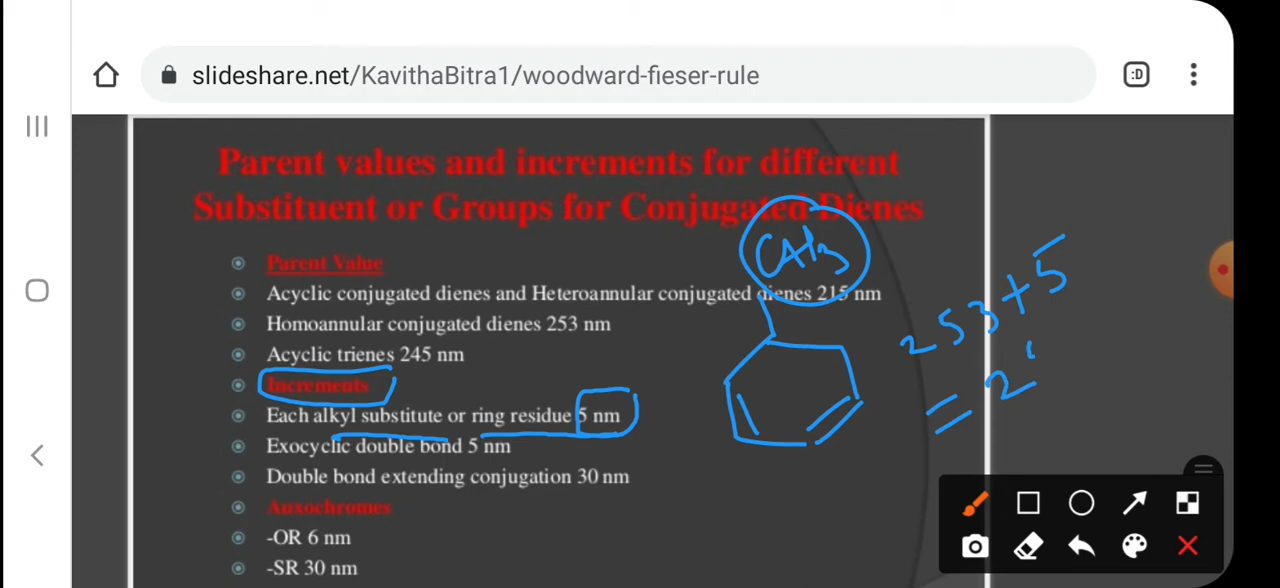 slideshare.net/KavithaBitra1/woodward-fieser-rule
:D
Parent values and increments for different
Substituent or Groups for Conjugated Dienes
Parent Value
Acyclic conjugated dienes and Heteroannular conjugated dienes 215 nm
Homoannular conjugated dienes 253 nm
Acyclic trienes 245 nm
Increments
Each alkyl substitute or ring residue 5 nm
Exocyclic double bond 5 nm
Double bond extending conjugation 30 nm
Auxochromes
-OR 6 nm
-SR 30 nm
CH3
253+5
= 2